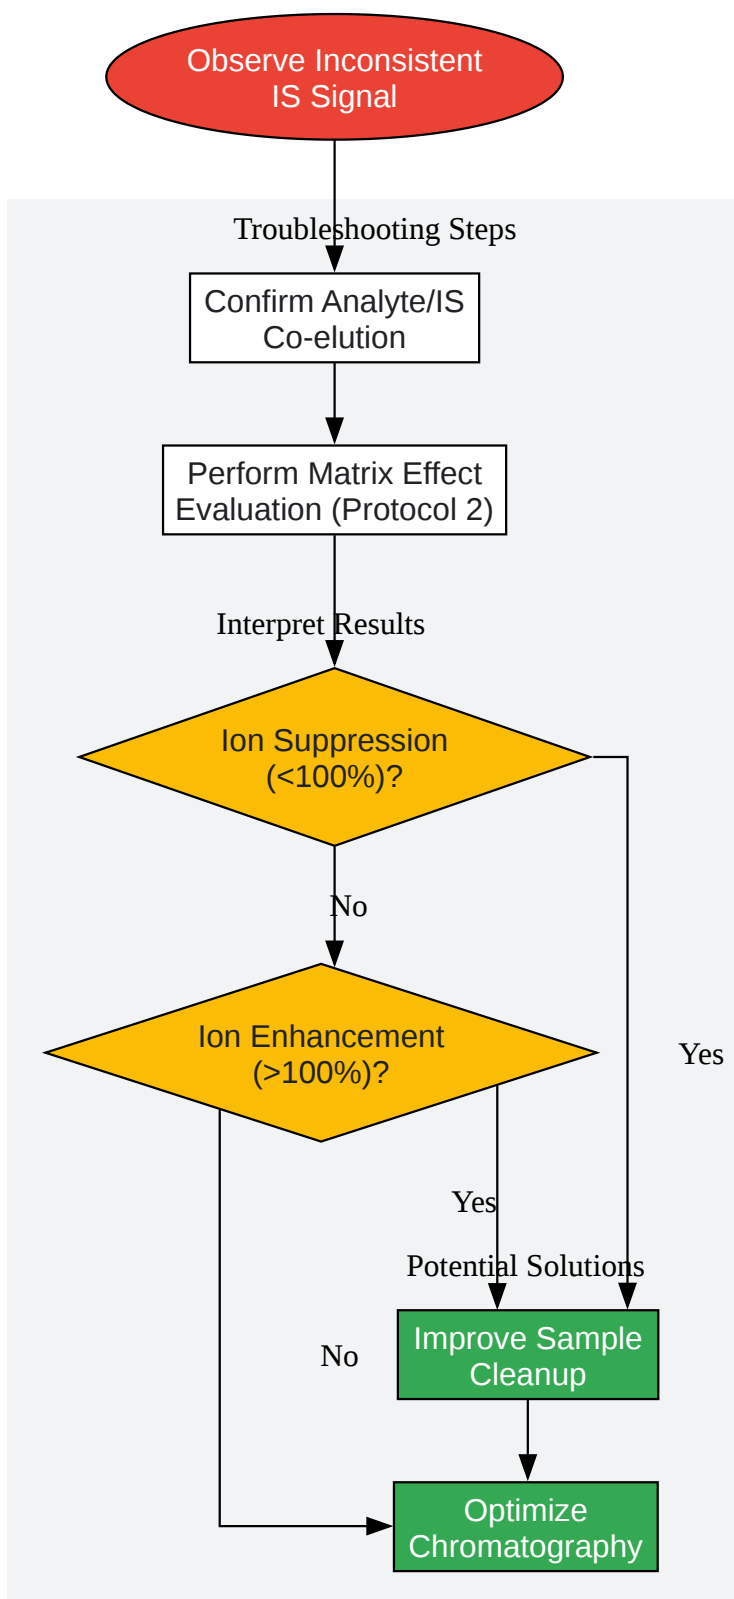 Observe Inconsistent
IS Signal
Troubleshooting Steps
Confirm Analyte/IS
Co-elution
Perform Matrix Effect
Evaluation (Protocol 2)
Interpret Results
Ion Suppression
(<100%)?
No
Ion Enhancement
(>100%)?
Yes
Yes
Potential Solutions
Improve Sample
Cleanup
No
Optimize
Chromatography